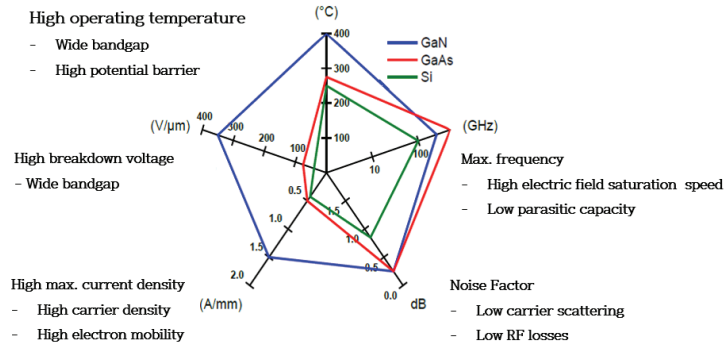 High operating temperature
- Wide bandgap
- High potential barrier
(°C)
400
300
200
100
GaN
GaAs
Si
(V/µm)
400
300
200
100
(GHz)
100
10
High breakdown voltage
- Wide bandgap
Max. frequency
- High electric field saturation speed
- Low parasitic capacity
0.5
1.0
1.5
2.0
(A/mm)
1.5
1.0
0.5
0.0
dB
High max. current density
- High carrier density
- High electron mobility
Noise Factor
- Low carrier scattering
- Low RF losses